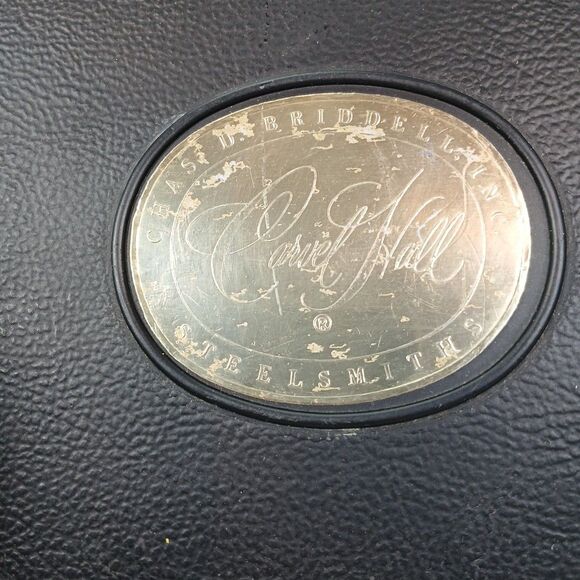 CHAS. D. BRIDDELL, INC.
Carvel Hall
®
STEELSMITHS